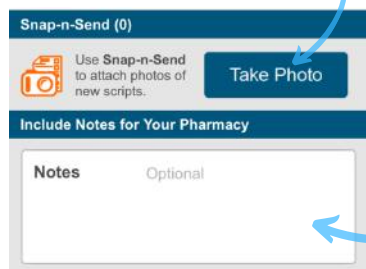 Snap-n-Send (0)
Use Snap-n-Send
to attach photos of
new scripts.
Take Photo
Include Notes for Your Pharmacy
Notes Optional